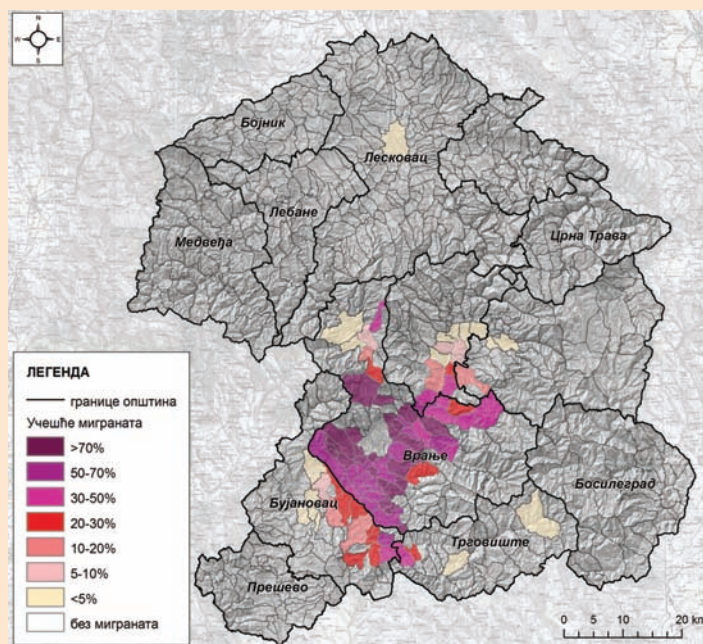 N
W E
S
Бојник
Лесковац
Лебане
Медвеђа
Црна Трава
Врање
Босилеград
Бујановац
Трговиште
Прешево
ЛЕГЕНДА
границе општина
Учешће миграната
>70%
50-70%
30-50%
20-30%
10-20%
5-10%
<5%
без миграната
0 5 10 20 km